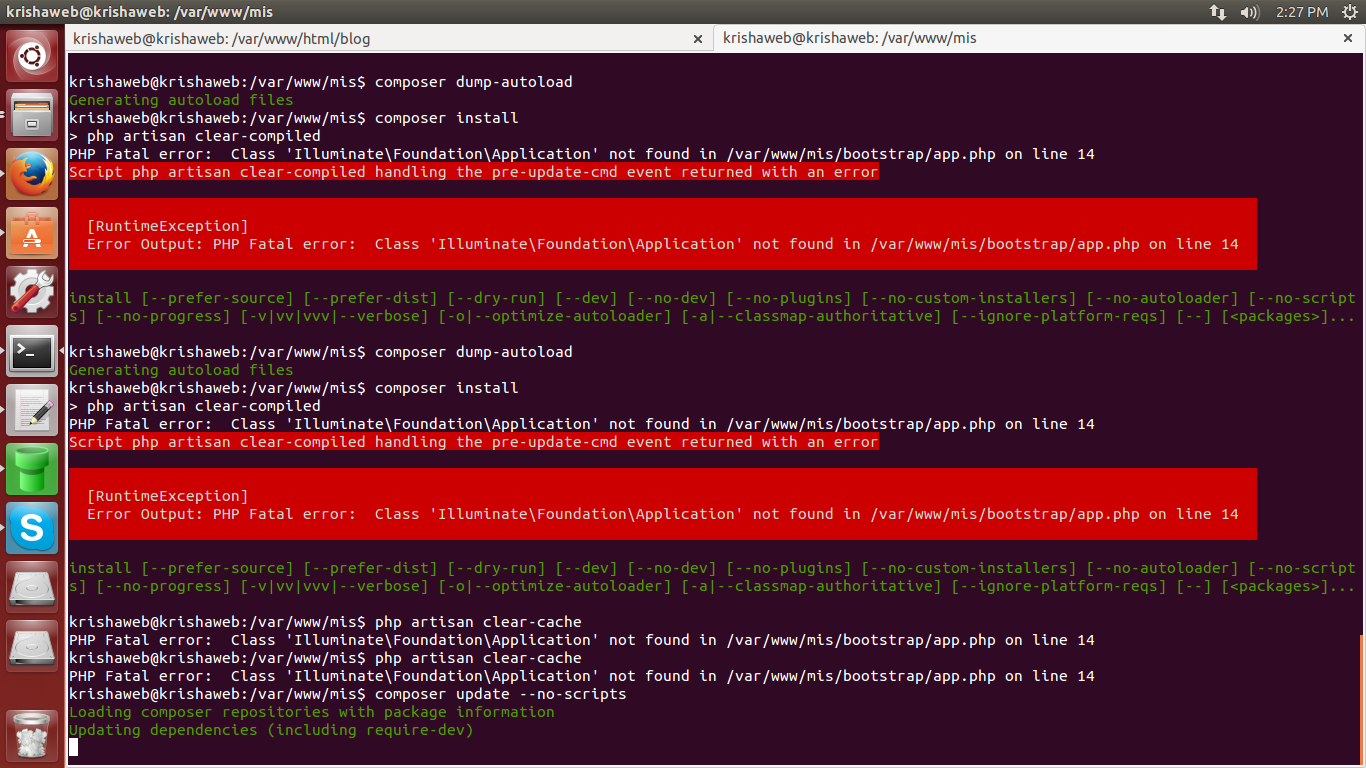 krishaweb@krishaweb: /var/www/mis
2:27 PM
krishaweb@krishaweb: /var/www/html/blog
×
krishaweb@krishaweb: /var/www/mis
×
krishaweb@krishaweb:/var/www/mis$ composer dump-autoload
Generating autoload files
krishaweb@krishaweb:/var/www/mis$ composer install
> php artisan clear-compiled
PHP Fatal error:  Class 'Illuminate\Foundation\Application' not found in /var/www/mis/bootstrap/app.php on line 14
Script php artisan clear-compiled handling the pre-update-cmd event returned with an error
[RuntimeException]
Error Output: PHP Fatal error:  Class 'Illuminate\Foundation\Application' not found in /var/www/mis/bootstrap/app.php on line 14
install [--prefer-source] [--prefer-dist] [--dry-run] [--dev] [--no-dev] [--no-plugins] [--no-custom-installers] [--no-autoloader] [--no-script
s] [--no-progress] [-v|vv|vvv|--verbose] [-o|--optimize-autoloader] [-a|--classmap-authoritative] [--ignore-platform-reqs] [--] [<packages>]...
krishaweb@krishaweb:/var/www/mis$ composer dump-autoload
Generating autoload files
krishaweb@krishaweb:/var/www/mis$ composer install
> php artisan clear-compiled
PHP Fatal error:  Class 'Illuminate\Foundation\Application' not found in /var/www/mis/bootstrap/app.php on line 14
Script php artisan clear-compiled handling the pre-update-cmd event returned with an error
[RuntimeException]
Error Output: PHP Fatal error:  Class 'Illuminate\Foundation\Application' not found in /var/www/mis/bootstrap/app.php on line 14
install [--prefer-source] [--prefer-dist] [--dry-run] [--dev] [--no-dev] [--no-plugins] [--no-custom-installers] [--no-autoloader] [--no-script
s] [--no-progress] [-v|vv|vvv|--verbose] [-o|--optimize-autoloader] [-a|--classmap-authoritative] [--ignore-platform-reqs] [--] [<packages>]...
krishaweb@krishaweb:/var/www/mis$ php artisan clear-cache
PHP Fatal error:  Class 'Illuminate\Foundation\Application' not found in /var/www/mis/bootstrap/app.php on line 14
krishaweb@krishaweb:/var/www/mis$ php artisan clear-cache
PHP Fatal error:  Class 'Illuminate\Foundation\Application' not found in /var/www/mis/bootstrap/app.php on line 14
krishaweb@krishaweb:/var/www/mis$ composer update --no-scripts
Loading composer repositories with package information
Updating dependencies (including require-dev)